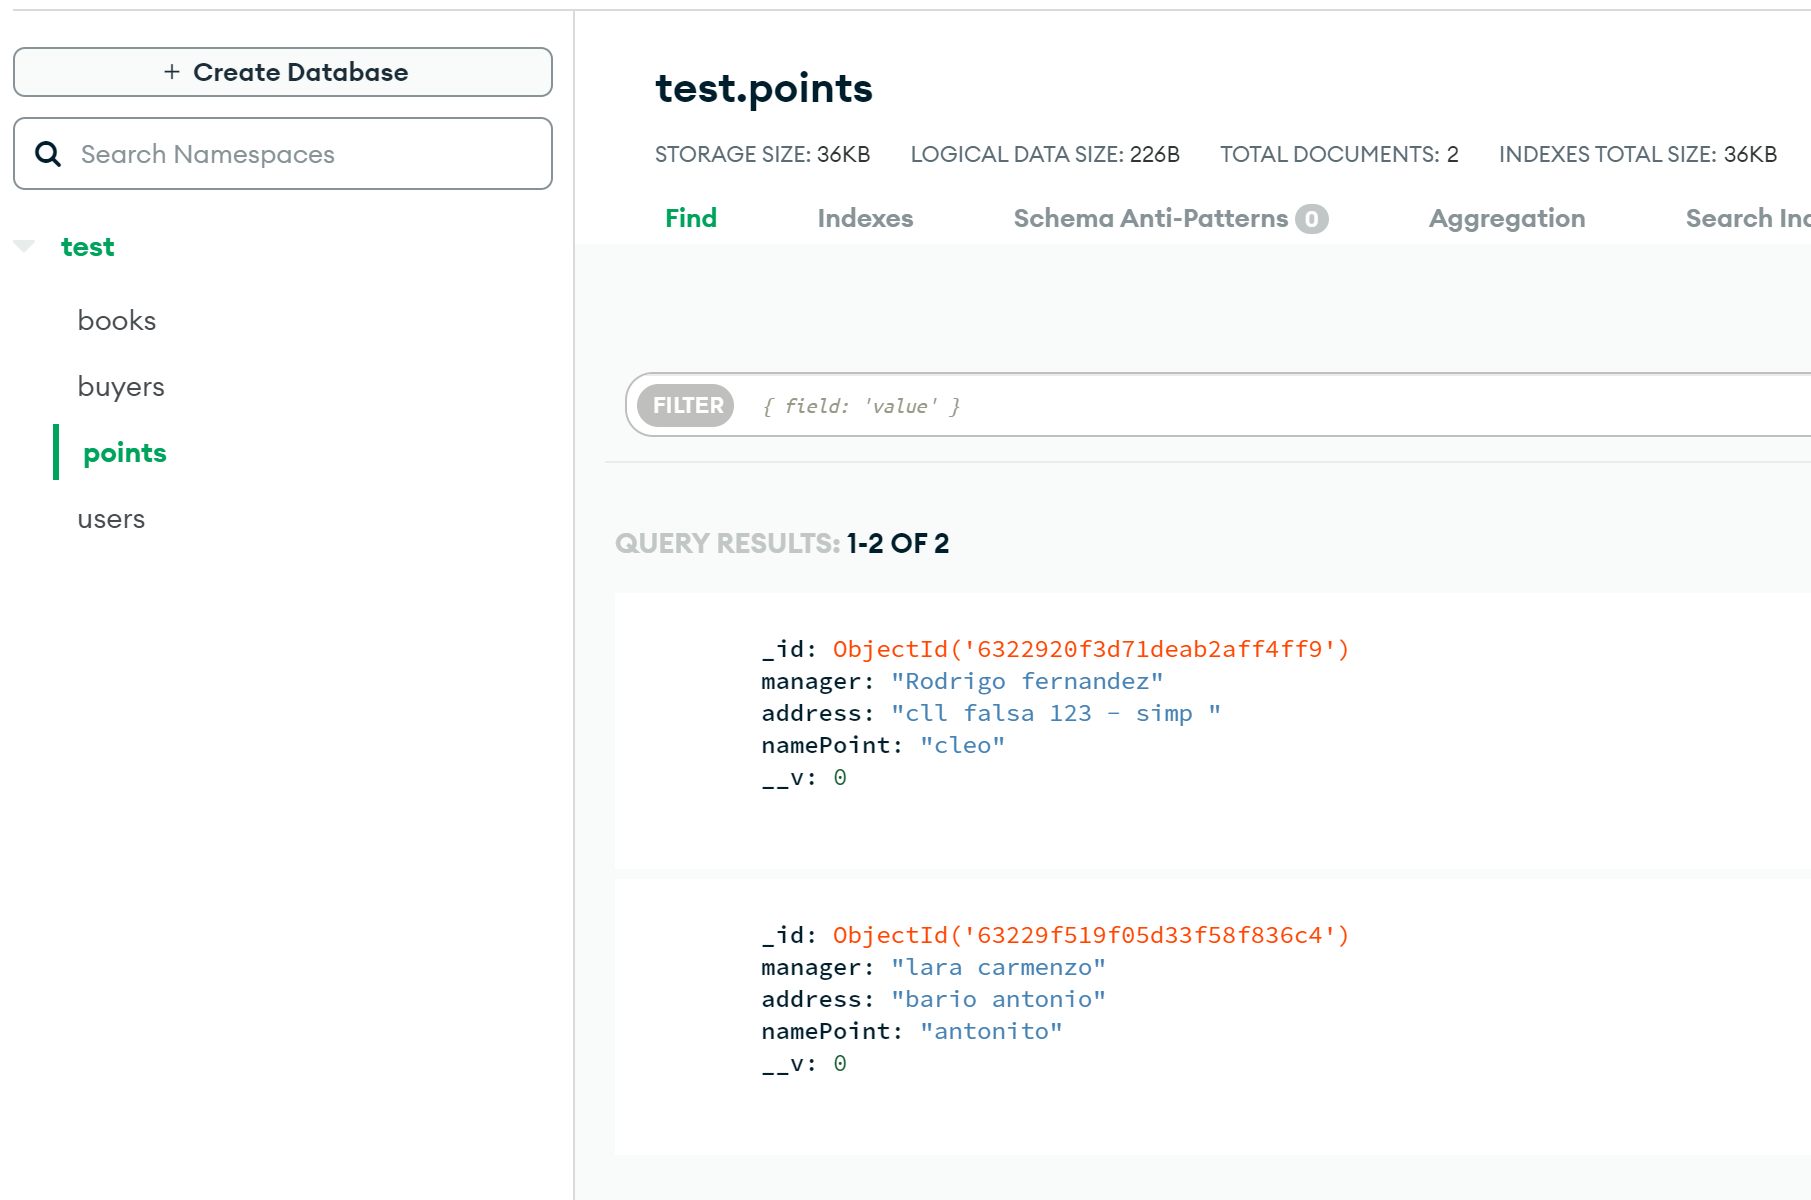 + Create Database
Search Namespaces
test
books
buyers
points
users
test.points
STORAGE SIZE: 36KB LOGICAL DATA SIZE: 226B TOTAL DOCUMENTS: 2 INDEXES TOTAL SIZE: 36KB
Find Indexes Schema Anti-Patterns 0 Aggregation Search
FILTER { field: 'value' }
QUERY RESULTS: 1-2 OF 2
_id: ObjectId('6322920f3d71deab2aff4ff9')
manager: "Rodrigo fernandez"
address: "cll falsa 123 - simp "
namePoint: "cleo"
__v: 0
_id: ObjectId('63229f519f05d33f58f836c4')
manager: "lara carmenzo"
address: "bario antonio"
namePoint: "antonito"
__v: 0